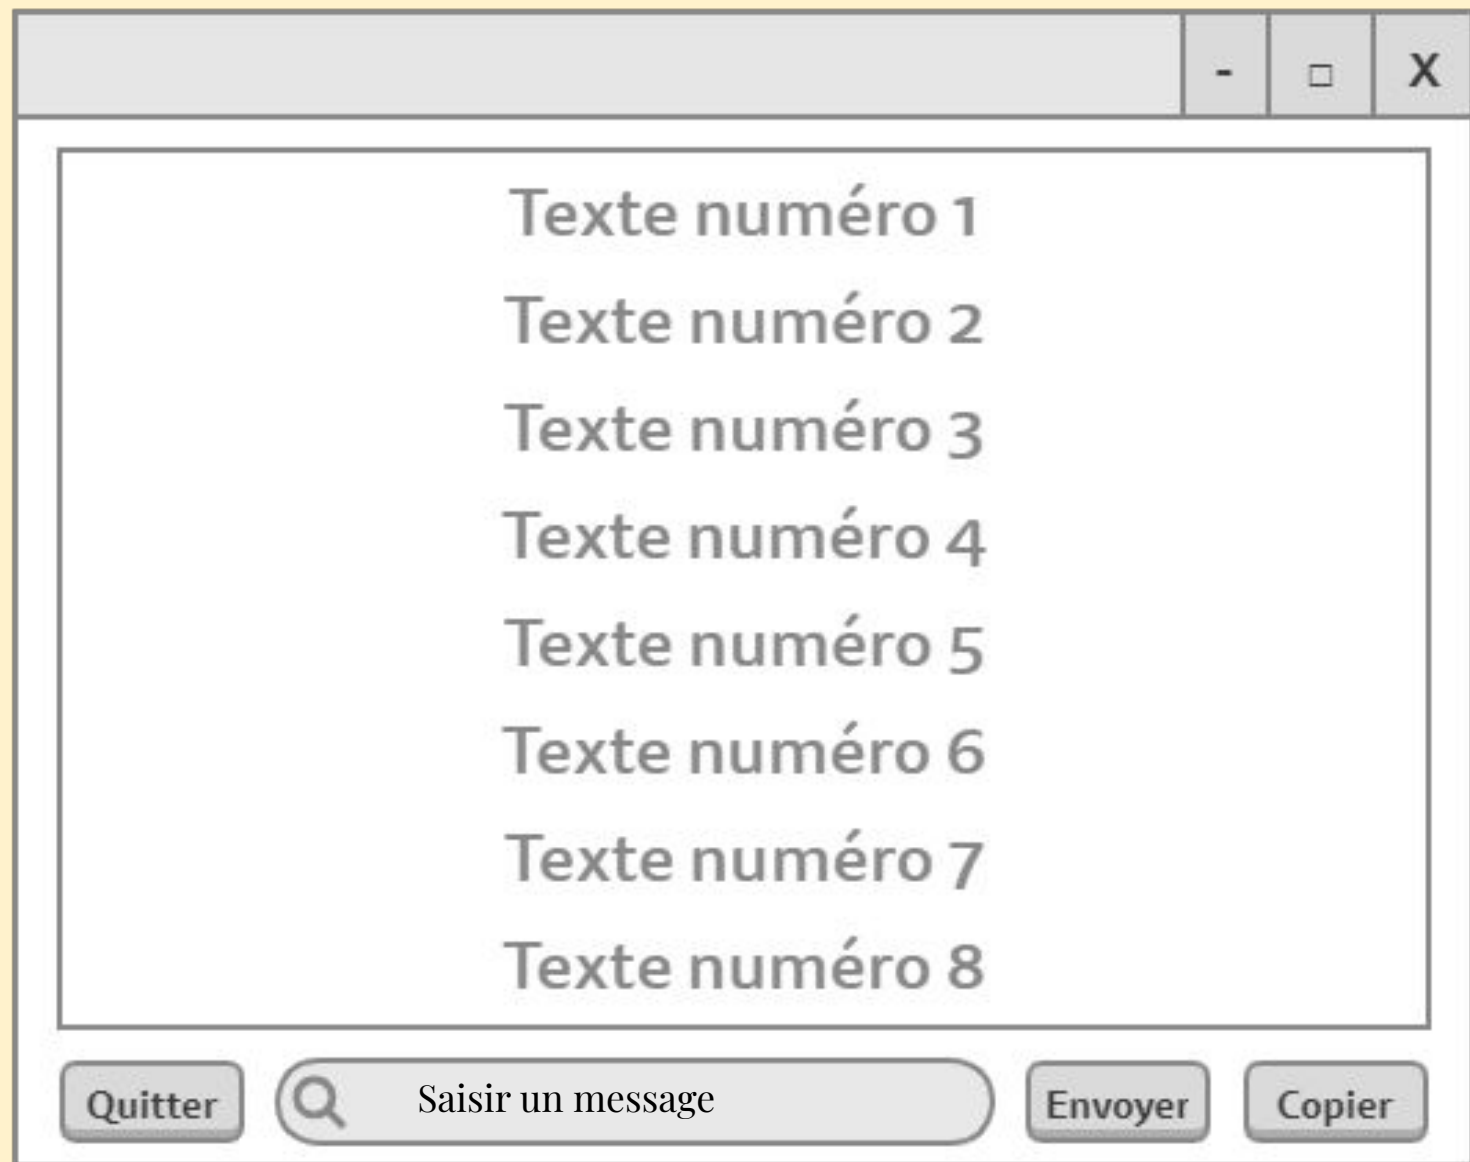 - □ X
Texte numéro 1
Texte numéro 2
Texte numéro 3
Texte numéro 4
Texte numéro 5
Texte numéro 6
Texte numéro 7
Texte numéro 8
Quitter Saisir un message Envoyer Copier